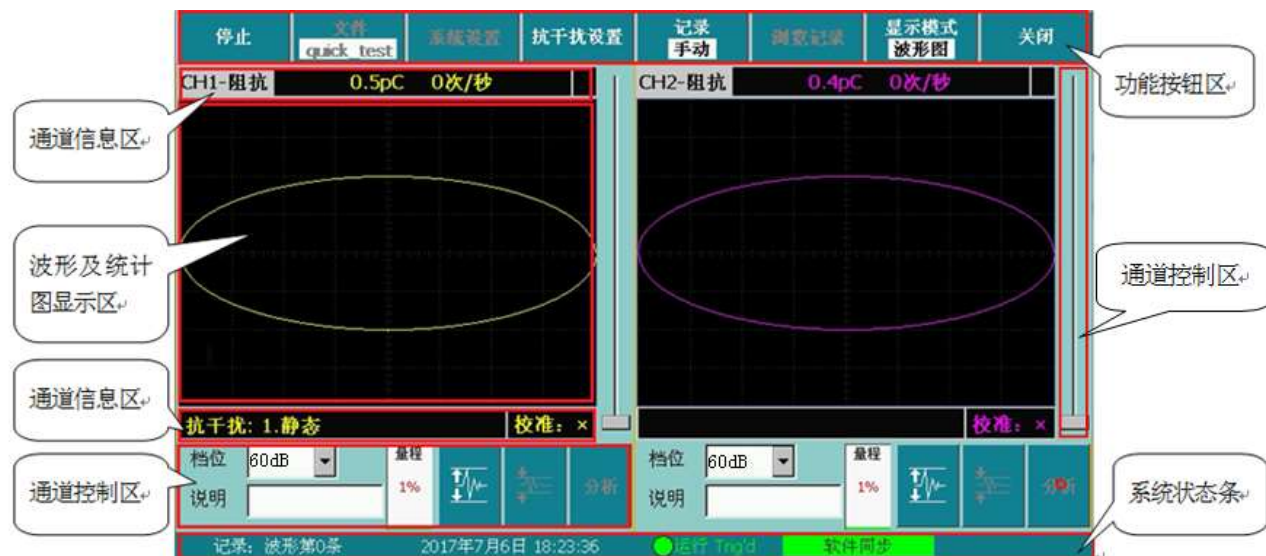 停止
文件
quick_test
系统设置
抗干扰设置
记录
手动
浏览记录
显示模式
波形图
关闭
功能按钮区
CH1-阻抗 0.5pC 0次/秒
CH2-阻抗 0.4pC 0次/秒
通道信息区
波形及统计
图显示区
通道控制区
通道信息区
抗干扰: 1.静态 校准: ×
校准: ×
档位 60dB 量程
1%
说明
分析
档位 60dB 量程
1%
说明
分析
通道控制区
系统状态条
记录: 波形第0条 2017年7月6日 18:23:36 运行 Tng'd 软件同步